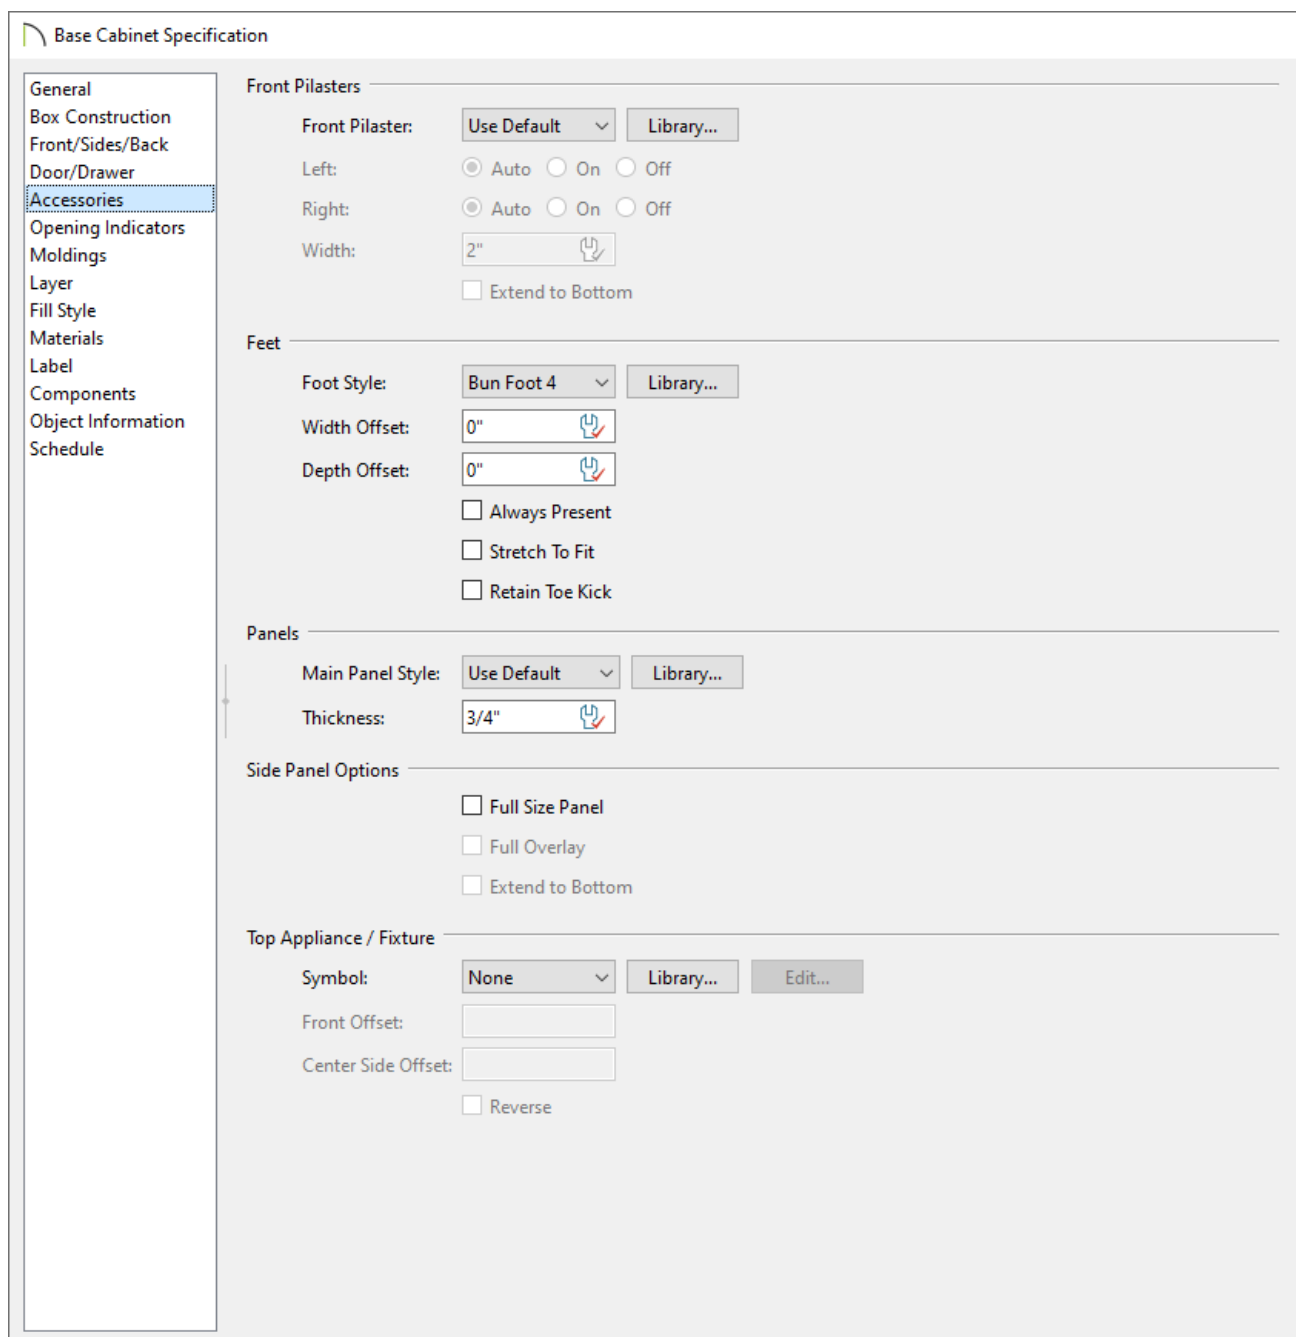 Base Cabinet Specification
General
Box Construction
Front/Sides/Back
Door/Drawer
Accessories
Opening Indicators
Moldings
Layer
Fill Style
Materials
Label
Components
Object Information
Schedule
Front Pilasters
Front Pilaster: Use Default Library...
Left: Auto On Off
Right: Auto On Off
Width: 2"
Extend to Bottom
Feet
Foot Style: Bun Foot 4 Library...
Width Offset: 0"
Depth Offset: 0"
Always Present
Stretch To Fit
Retain Toe Kick
Panels
Main Panel Style: Use Default Library...
Thickness: 3/4"
Side Panel Options
Full Size Panel
Full Overlay
Extend to Bottom
Top Appliance / Fixture
Symbol: None Library... Edit...
Front Offset:
Center Side Offset:
Reverse